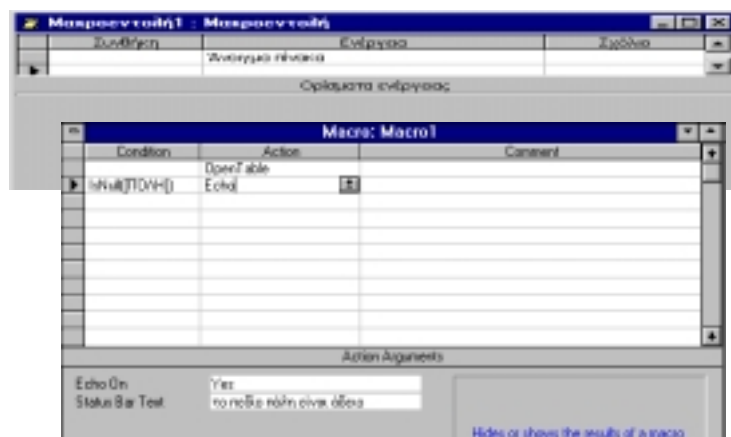 Μακροεντολή1 : Μακροεντολή
Συνθήκη Ενέργεια Σχόλιο
Άνοιγμα πίνακα
Ορίσματα ενέργειας
Macro: Macro1
Condition Action Comment
OpenTable
IsNull([ΠΟΛΗ]) Echo
Action Arguments
Echo On Yes
Status Bar Text το πεδίο πόλη είναι άδειο
Hides or shows the results of a macro